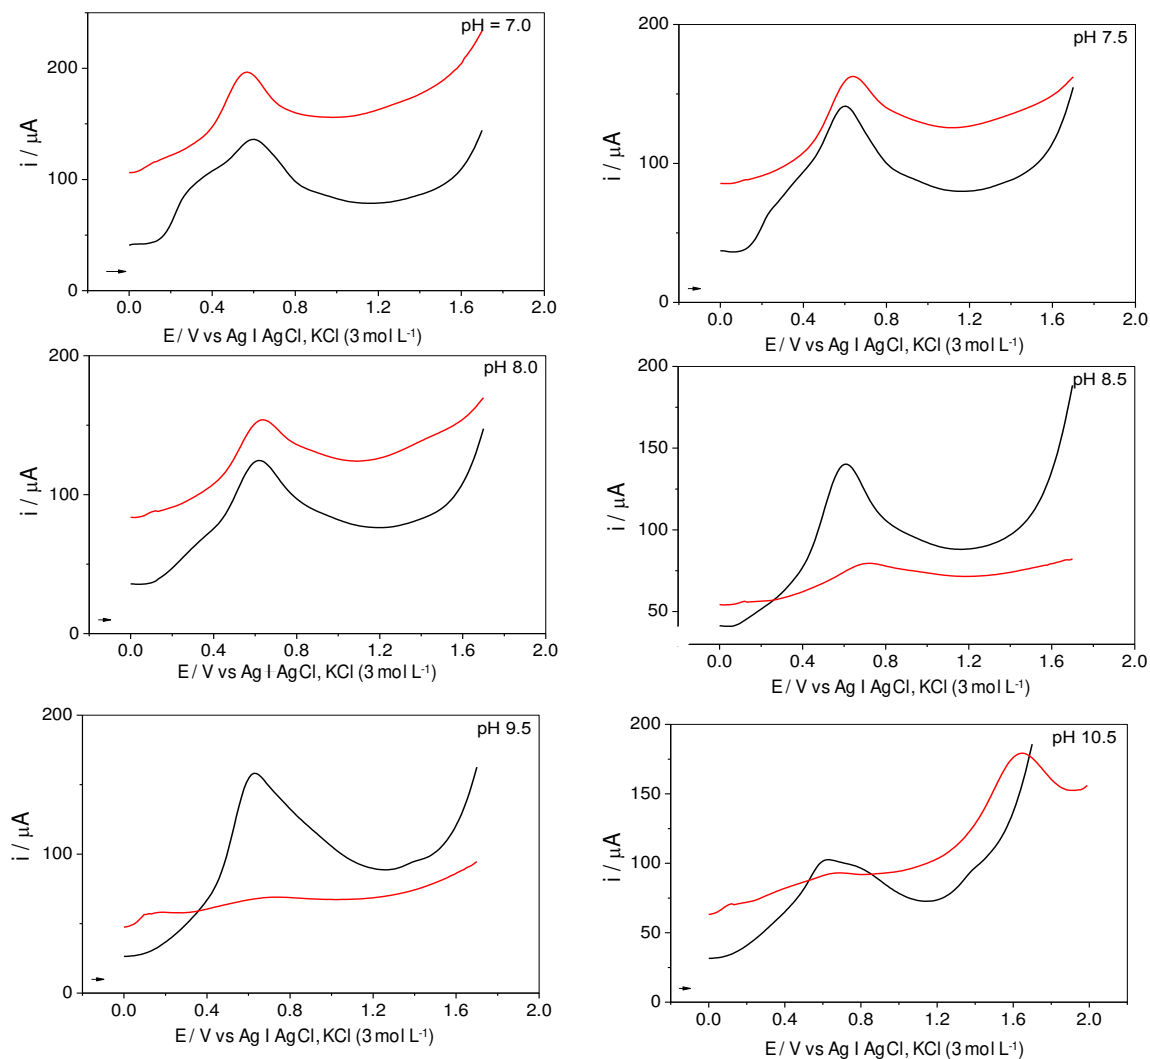 pH = 7.0
200
100
0
i / µA
0.0 0.4 0.8 1.2 1.6 2.0
E / V vs Ag I AgCl, KCl (3 mol L-1)
pH 7.5
200
150
100
50
0
i / µA
0.0 0.4 0.8 1.2 1.6 2.0
E / V vs Ag I AgCl, KCl (3 mol L-1)
pH 8.0
200
100
0
i / µA
0.0 0.4 0.8 1.2 1.6 2.0
E / V vs Ag I AgCl, KCl (3 mol L-1)
pH 8.5
200
150
100
50
i / µA
0.0 0.4 0.8 1.2 1.6 2.0
E / V vs Ag I AgCl, KCl (3 mol L-1)
pH 9.5
200
100
0
i / µA
0.0 0.4 0.8 1.2 1.6 2.0
E / V vs Ag I AgCl, KCl (3 mol L-1)
pH 10.5
200
150
100
50
0
i / µA
0.0 0.4 0.8 1.2 1.6 2.0
E / V vs Ag I AgCl, KCl (3 mol L-1)